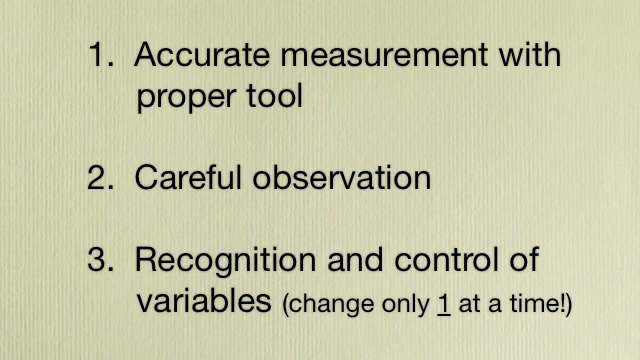 1. Accurate measurement with
proper tool
2. Careful observation
3. Recognition and control of
variables (change only 1 at a time!)